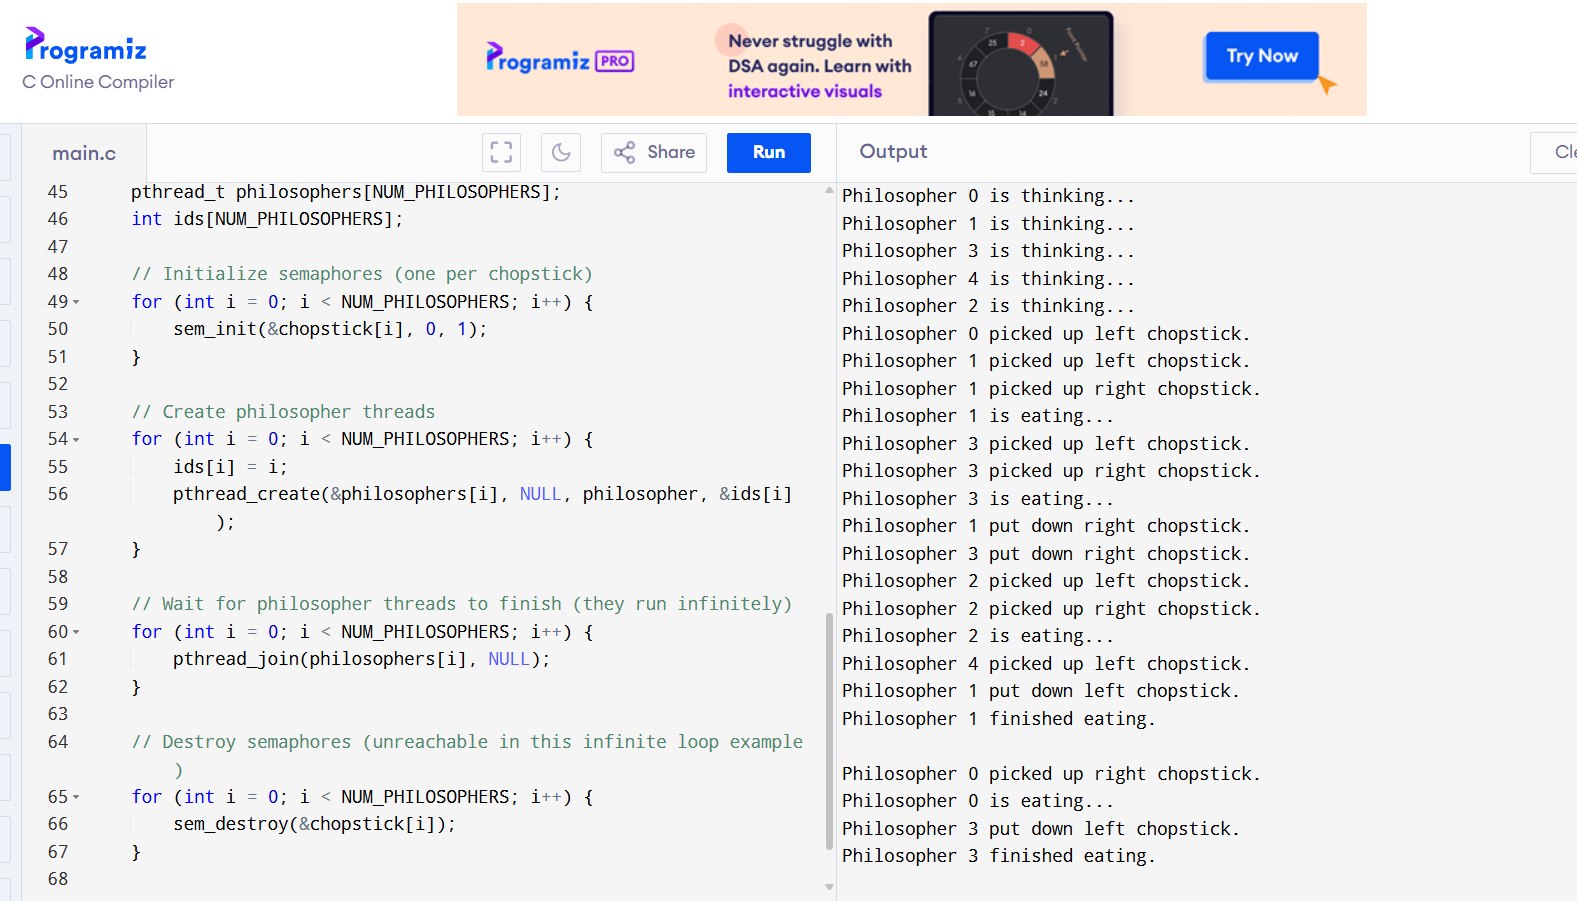 Programiz
C Online Compiler
Programiz PRO
Never struggle with
DSA again. Learn with
interactive visuals
Try Now
main.c
Share
Run
Output
45 pthread_t philosophers[NUM_PHILOSOPHERS];
46 int ids[NUM_PHILOSOPHERS];
47
48 // Initialize semaphores (one per chopstick)
49 for (int i = 0; i < NUM_PHILOSOPHERS; i++) {
50 sem_init(&chopstick[i], 0, 1);
51 }
52
53 // Create philosopher threads
54 for (int i = 0; i < NUM_PHILOSOPHERS; i++) {
55 ids[i] = i;
56 pthread_create(&philosophers[i], NULL, philosopher, &ids[i]
);
57 }
58
59 // Wait for philosopher threads to finish (they run infinitely)
60 for (int i = 0; i < NUM_PHILOSOPHERS; i++) {
61 pthread_join(philosophers[i], NULL);
62 }
63
64 // Destroy semaphores (unreachable in this infinite loop example
)
65 for (int i = 0; i < NUM_PHILOSOPHERS; i++) {
66 sem_destroy(&chopstick[i]);
67 }
68
Philosopher 0 is thinking...
Philosopher 1 is thinking...
Philosopher 3 is thinking...
Philosopher 4 is thinking...
Philosopher 2 is thinking...
Philosopher 0 picked up left chopstick.
Philosopher 1 picked up left chopstick.
Philosopher 1 picked up right chopstick.
Philosopher 1 is eating...
Philosopher 3 picked up left chopstick.
Philosopher 3 picked up right chopstick.
Philosopher 3 is eating...
Philosopher 1 put down right chopstick.
Philosopher 3 put down right chopstick.
Philosopher 2 picked up left chopstick.
Philosopher 2 picked up right chopstick.
Philosopher 2 is eating...
Philosopher 4 picked up left chopstick.
Philosopher 1 put down left chopstick.
Philosopher 1 finished eating.
Philosopher 0 picked up right chopstick.
Philosopher 0 is eating...
Philosopher 3 put down left chopstick.
Philosopher 3 finished eating.